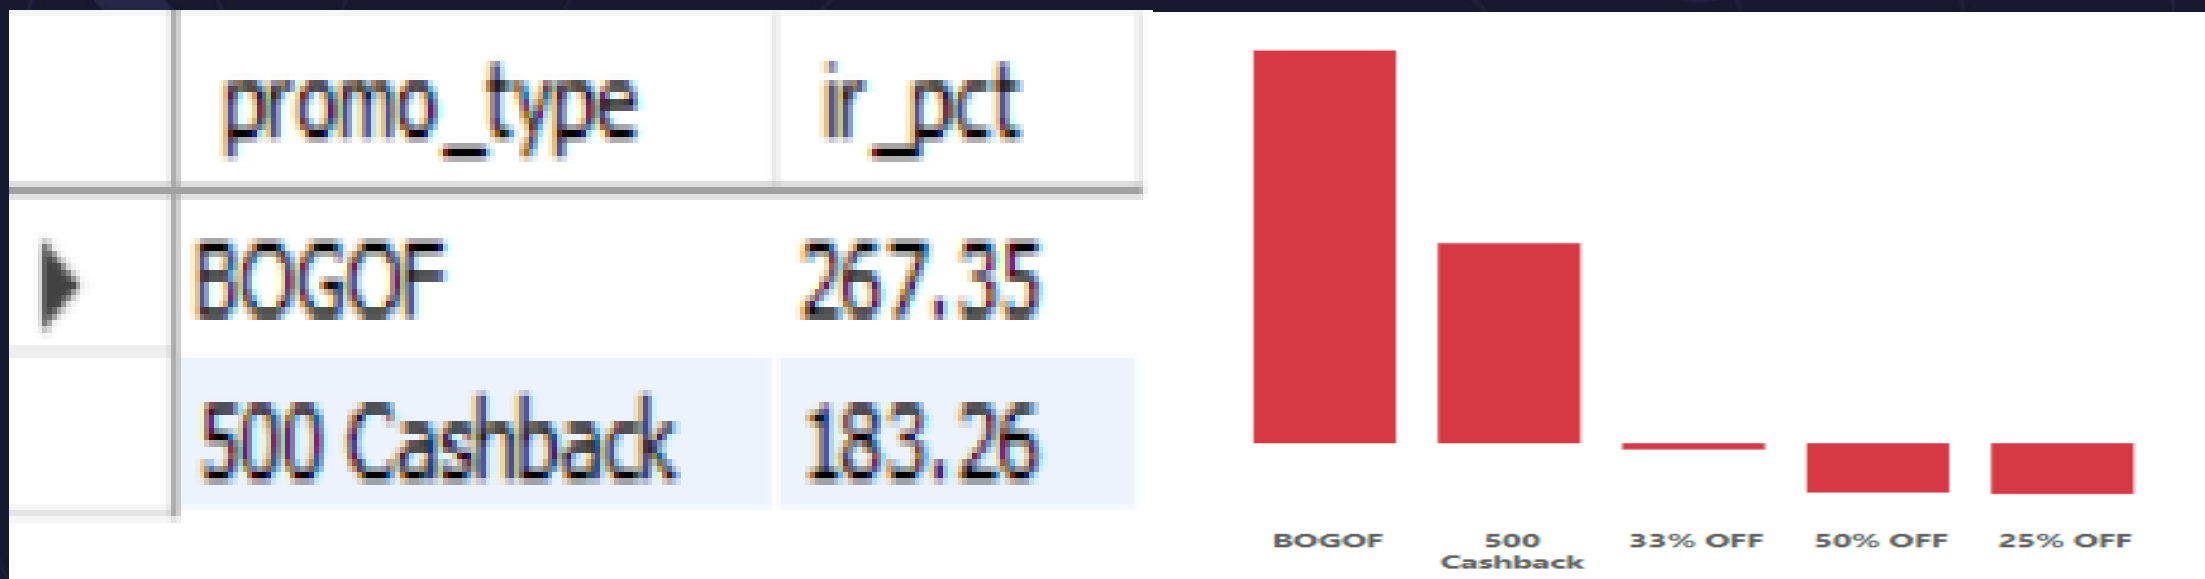 promo_type ir_pct
BOGOF 267.35
500 Cashback 183.26
BOGOF 500 Cashback 33% OFF 50% OFF 25% OFF